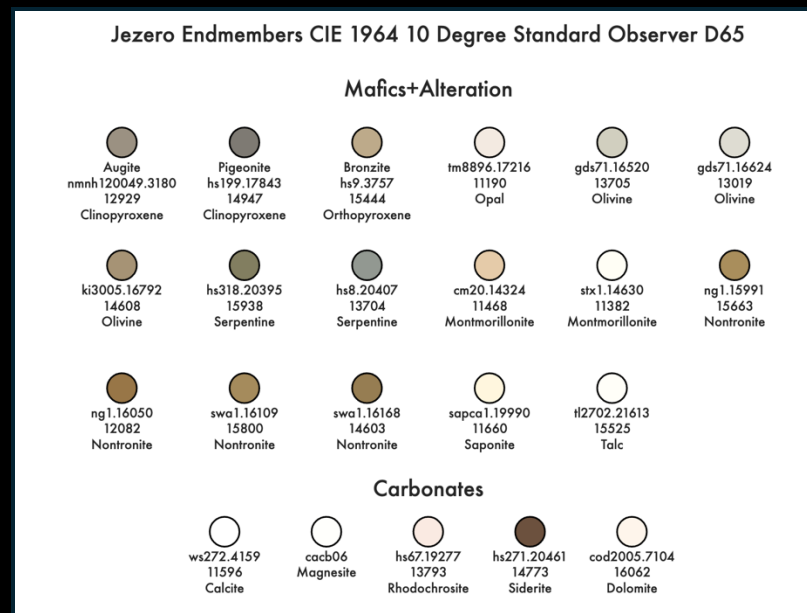 Jezero Endmembers CIE 1964 10 Degree Standard Observer D65
Mafics+Alteration
Augite
nmnh120049.3180
12929
Clinopyroxene
Pigeonite
hs199.17843
14947
Clinopyroxene
Bronzite
hs9.3757
15444
Orthopyroxene
tm8896.17216
11190
Opal
gds71.16520
13705
Olivine
gds71.16624
13019
Olivine
ki3005.16792
14608
Olivine
hs318.20395
15938
Serpentine
hs8.20407
13704
Serpentine
cm20.14324
11468
Montmorillonite
stx1.14630
11382
Montmorillonite
ng1.15991
15663
Nontronite
ng1.16050
12082
Nontronite
swa1.16109
15800
Nontronite
swa1.16168
14603
Nontronite
sapca1.19990
11660
Saponite
tl2702.21613
15525
Talc
Carbonates
ws272.4159
11596
Calcite
cacb06
Magnesite
hs67.19277
13793
Rhodochrosite
hs271.20461
14773
Siderite
cod2005.7104
16062
Dolomite